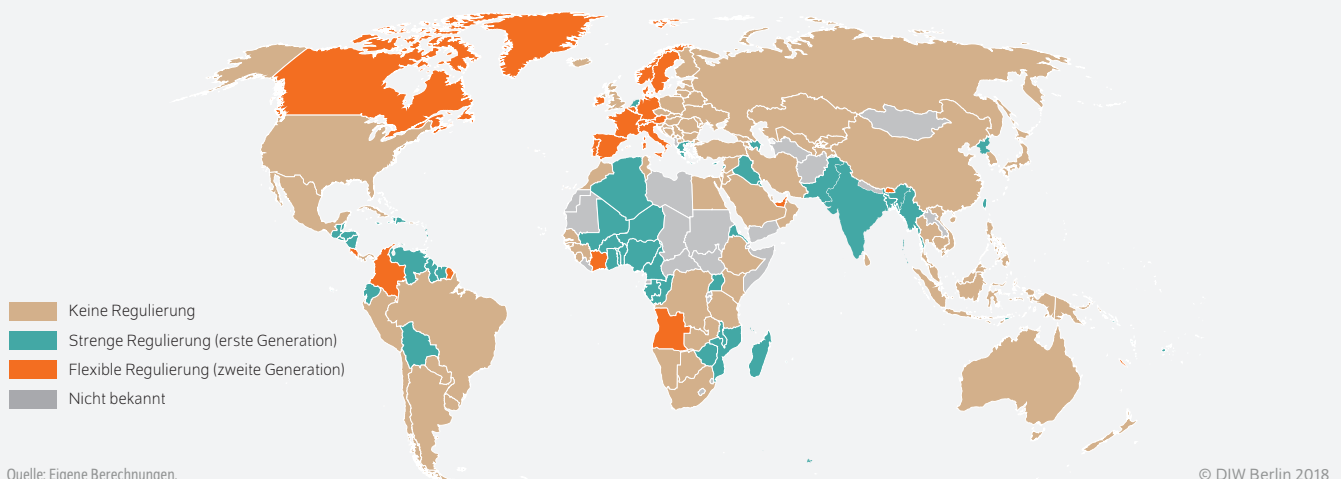 Keine Regulierung
Strenge Regulierung (erste Generation)
Flexible Regulierung (zweite Generation)
Nicht bekannt
Quelle: Eigene Berechnungen.
© DIW Berlin 2018